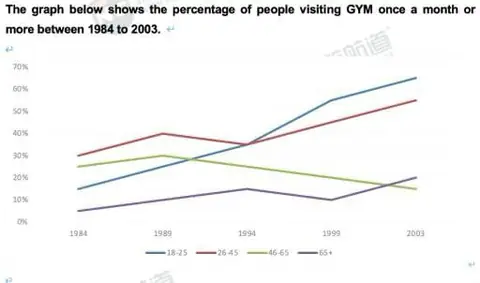 The graph below shows the percentage of people visiting GYM once a month or
more between 1984 to 2003.
70%
60%
50%
40%
30%
20%
10%
0%
1984 1989 1994 1999 2003
18-25 26-45 46-65 65+